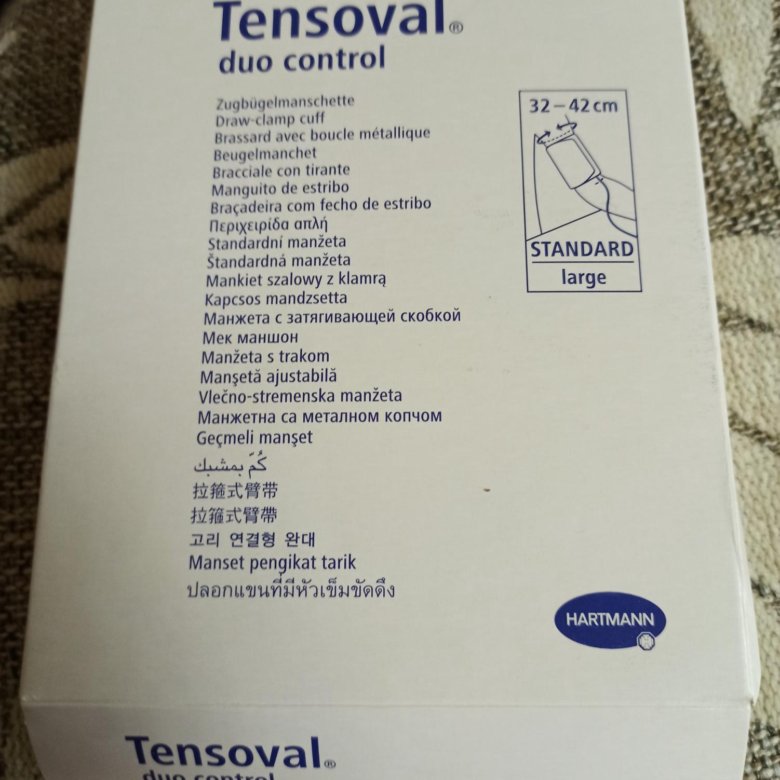 Tensoval®
duo control
Zugbügelmanschette
Draw-clamp cuff
Brassard avec boucle métallique
Beugelmanchet
Bracciale con tirante
Manguito de estribo
Braçadeira com fecho de estribo
Περιχειρίδα απλή
Standardní manžeta
Štandardná manžeta
Mankiet szalowy z klamrą
Kapcsos mandzsetta
Манжета с затягивающей скобкой
Мек маншон
Manžeta s trakom
Manşetă ajustabilă
Vlečno-stremenska manžeta
Манжетна са металном копчом
Geçmeli manşet
كُمّ بمشبك
拉箍式臂带
拉箍式臂帶
고리 연결형 완대
Manset pengikat tarik
ปลอกแขนที่มีหัวเข็มขัดดึง
32 – 42 cm
STANDARD
large
HARTMANN
Tensoval®
duo control